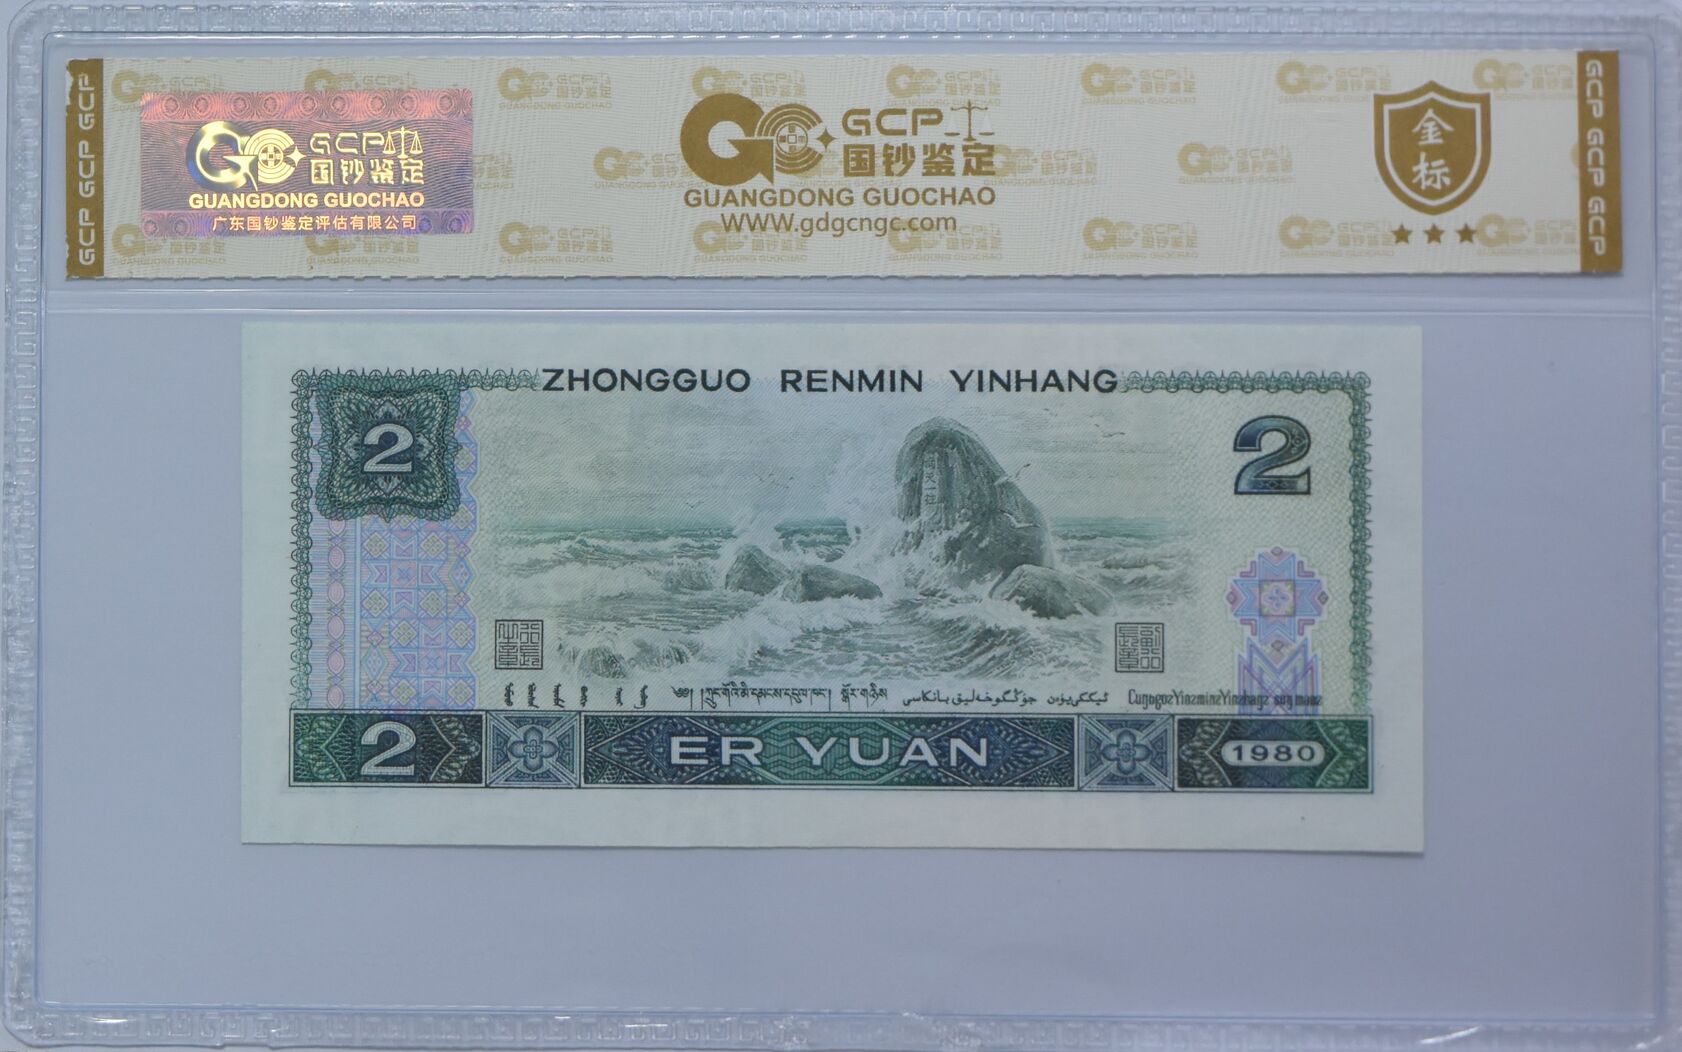 GCP GCP GCP
GCP
国钞鉴定
GUANGDONG GUOCHAO
广东国钞鉴定评估有限公司
GCP
国钞鉴定
GUANGDONG GUOCHAO
WWW.gdgcngc.com
金标
GCP GCP GCP
ZHONGGUO RENMIN YINHANG
2
2
ER YUAN
2
1980